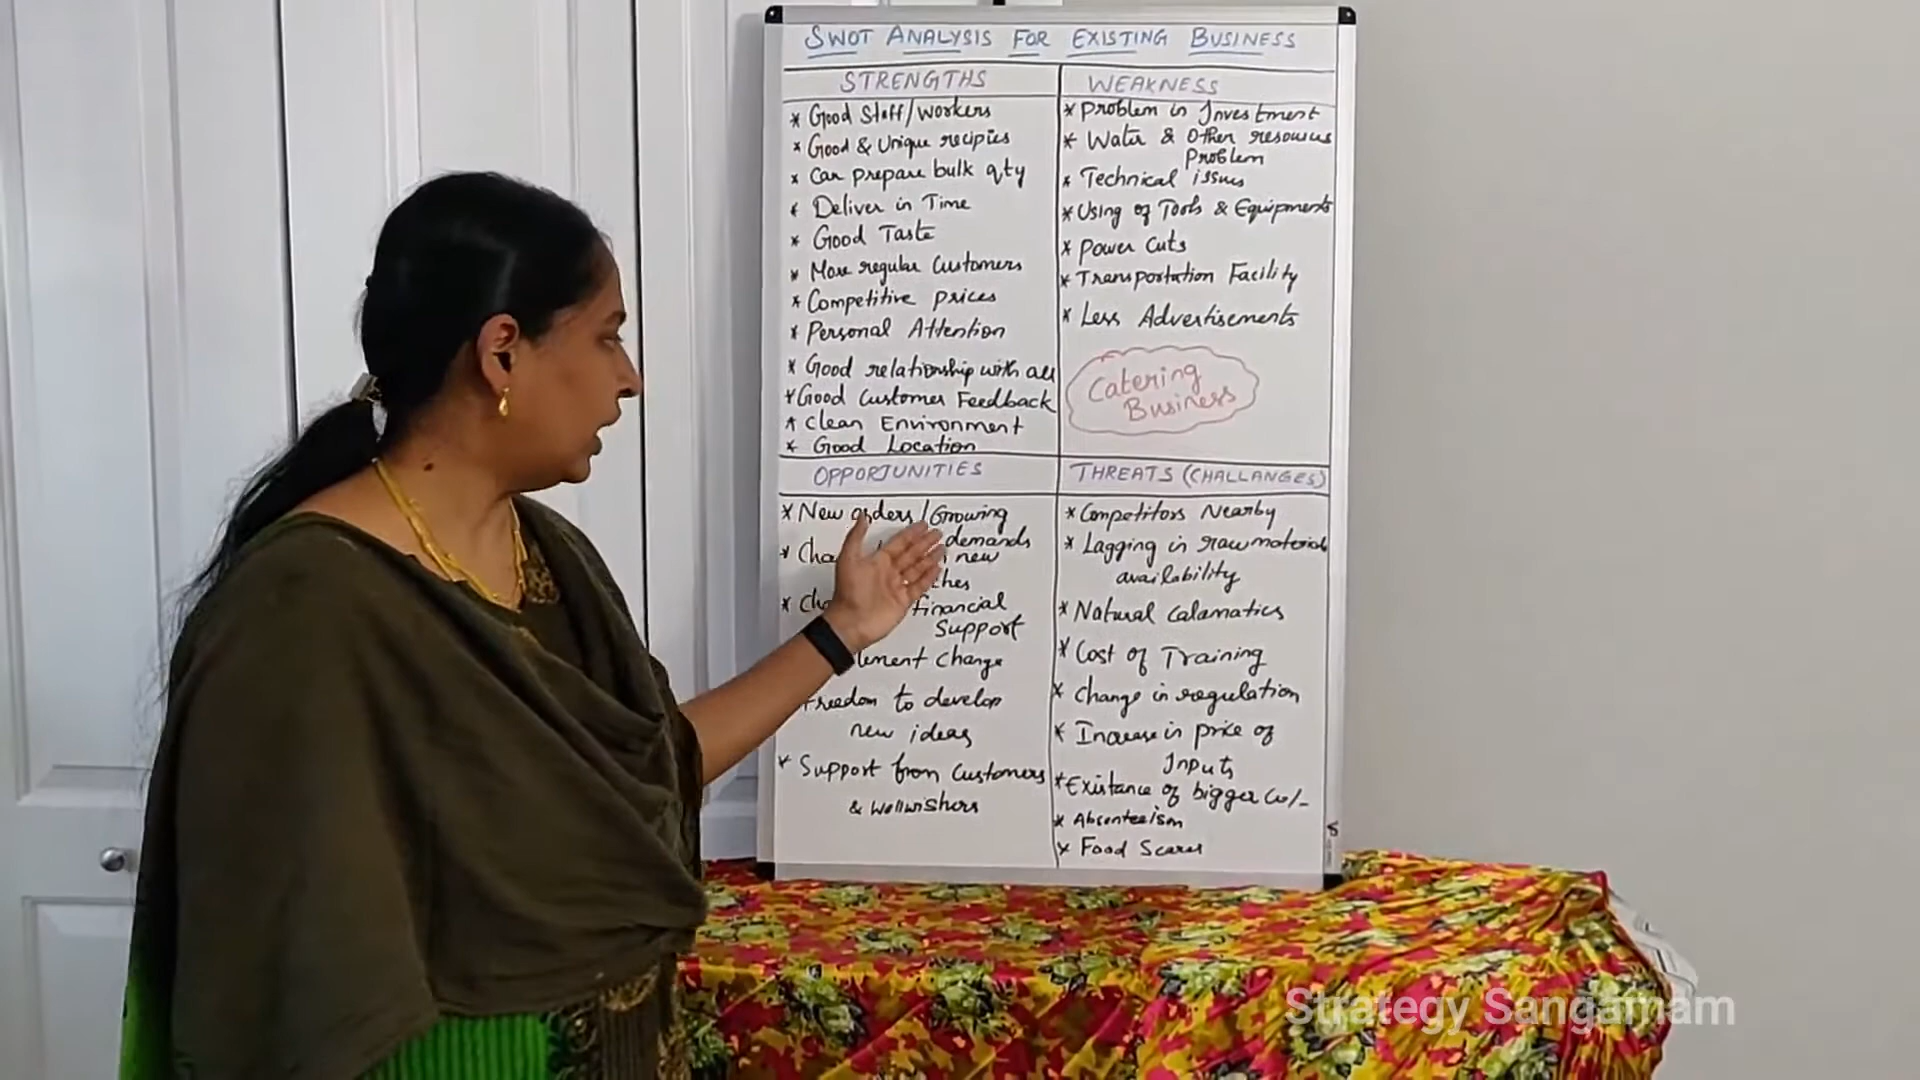 SWOT ANALYSIS FOR EXISTING BUSINESS
STRENGTHS
* Good Staff/workers
* Good & Unique recipies
* Can prepare bulk qty
* Deliver in Time
* Good Taste
* More regular Customers
* Competitive prices
* Personal Attention
* Good relationship with all
* Good Customer Feedback
* Clean Environment
* Good Location
WEAKNESS
* Problem in Investment
* Water & Other resources
Problem
* Technical issues
* Using of Tools & Equipments
* Power Cuts
* Transportation Facility
* Less Advertisements
Catering
Business
OPPORTUNITIES
* New orders/Growing
demands
* new
* financial
Support
change
Freedom to develop
new ideas
* Support from Customers
& Wellwishers
THREATS (CHALLANGES)
* Competitors Nearby
* Lagging in raw material
availability
* Natural Calamatics
* Cost of Training
* Change in regulation
* Increase in price of
Inputs
* Existance of bigger Co/-
* Absenteeism
* Food Scares
Strategy Sangamam